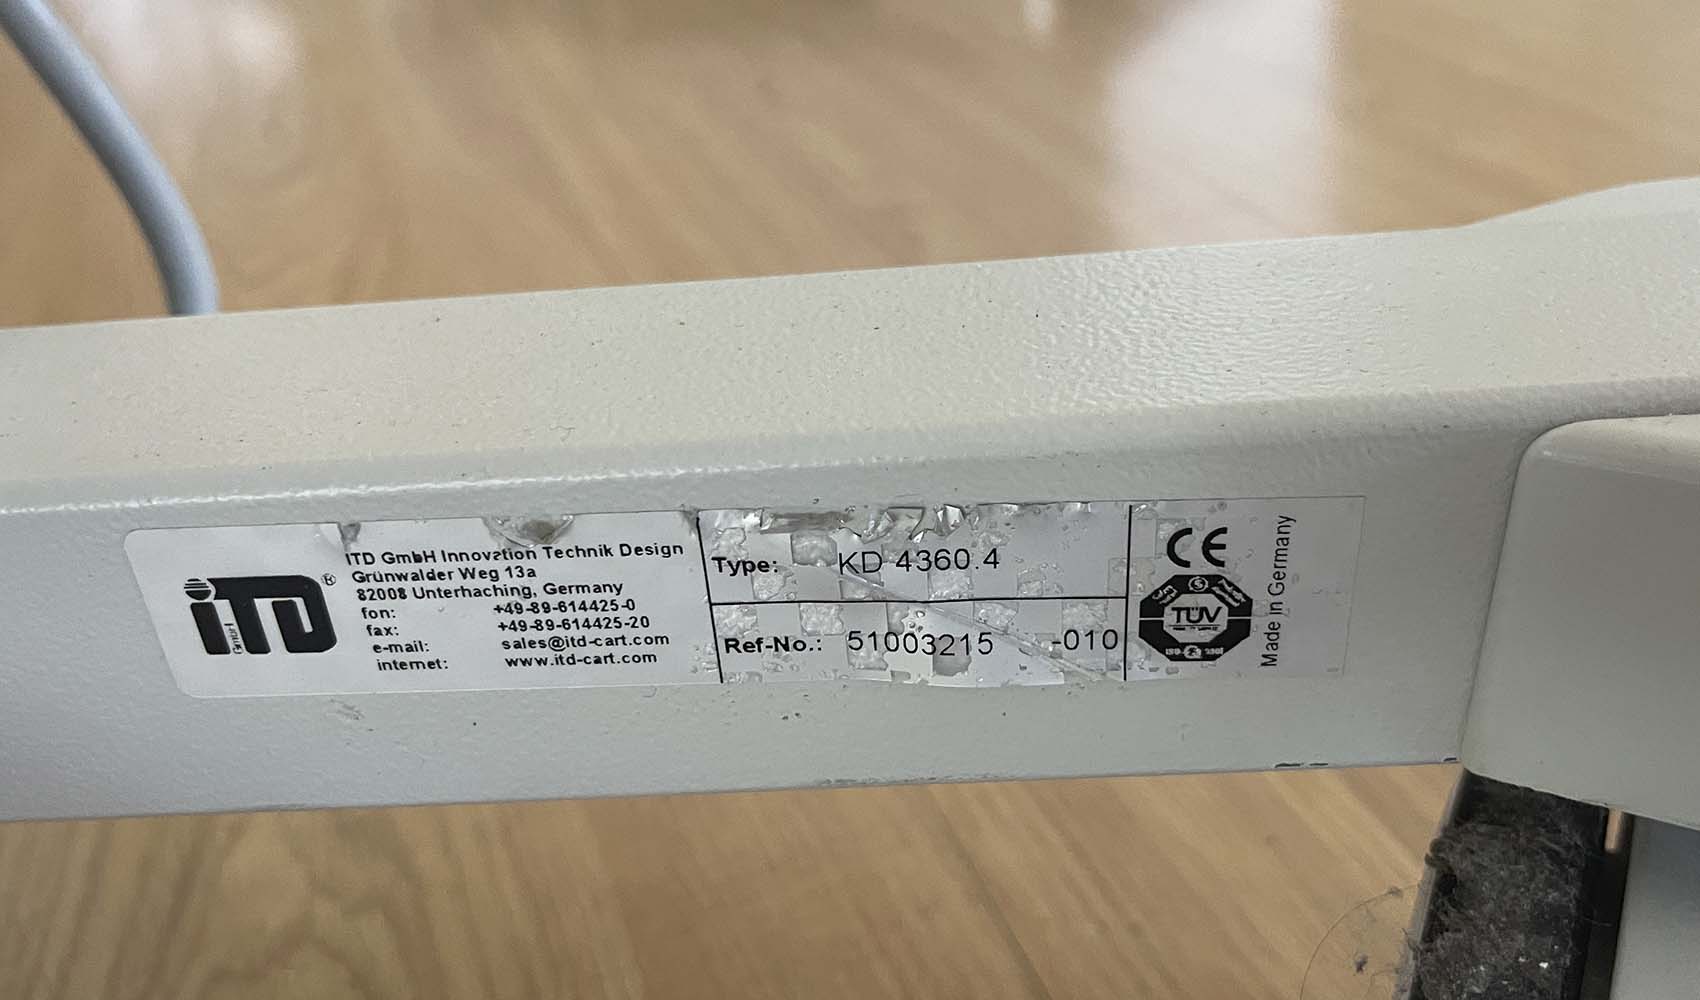 iTD
GmbH
®
ITD GmbH Innovation Technik Design
Grünwalder Weg 13a
82008 Unterhaching, Germany
fon: +49-89-614425-0
fax: +49-89-614425-20
e-mail: sales@itd-cart.com
internet: www.itd-cart.com
Type: KD 4360.4
Ref-No.: 51003215 -010
CE
TÜV
Made in Germany